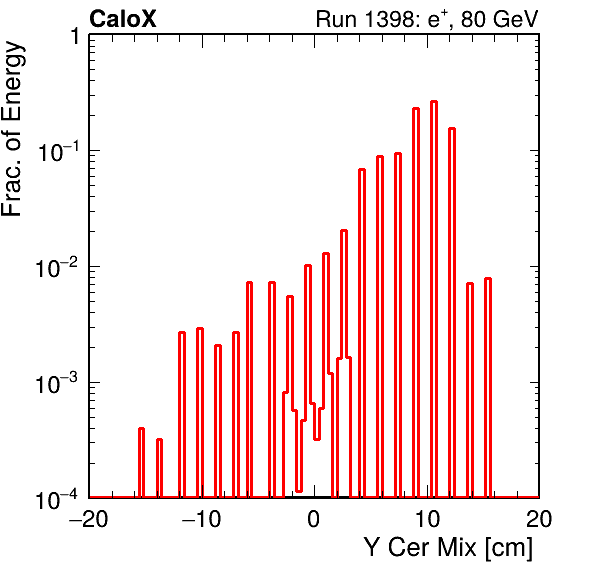 CaloX Run 1398: e⁺, 80 GeV
Frac. of Energy
1
10⁻¹
10⁻²
10⁻³
10⁻⁴
−20 −10 0 10 20
Y Cer Mix [cm]